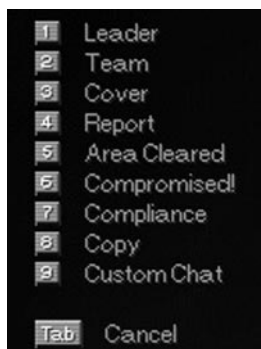 1 Leader
2 Team
3 Cover
4 Report
5 Area Cleared
6 Compromised!
7 Compliance
8 Copy
9 Custom Chat
Tab Cancel